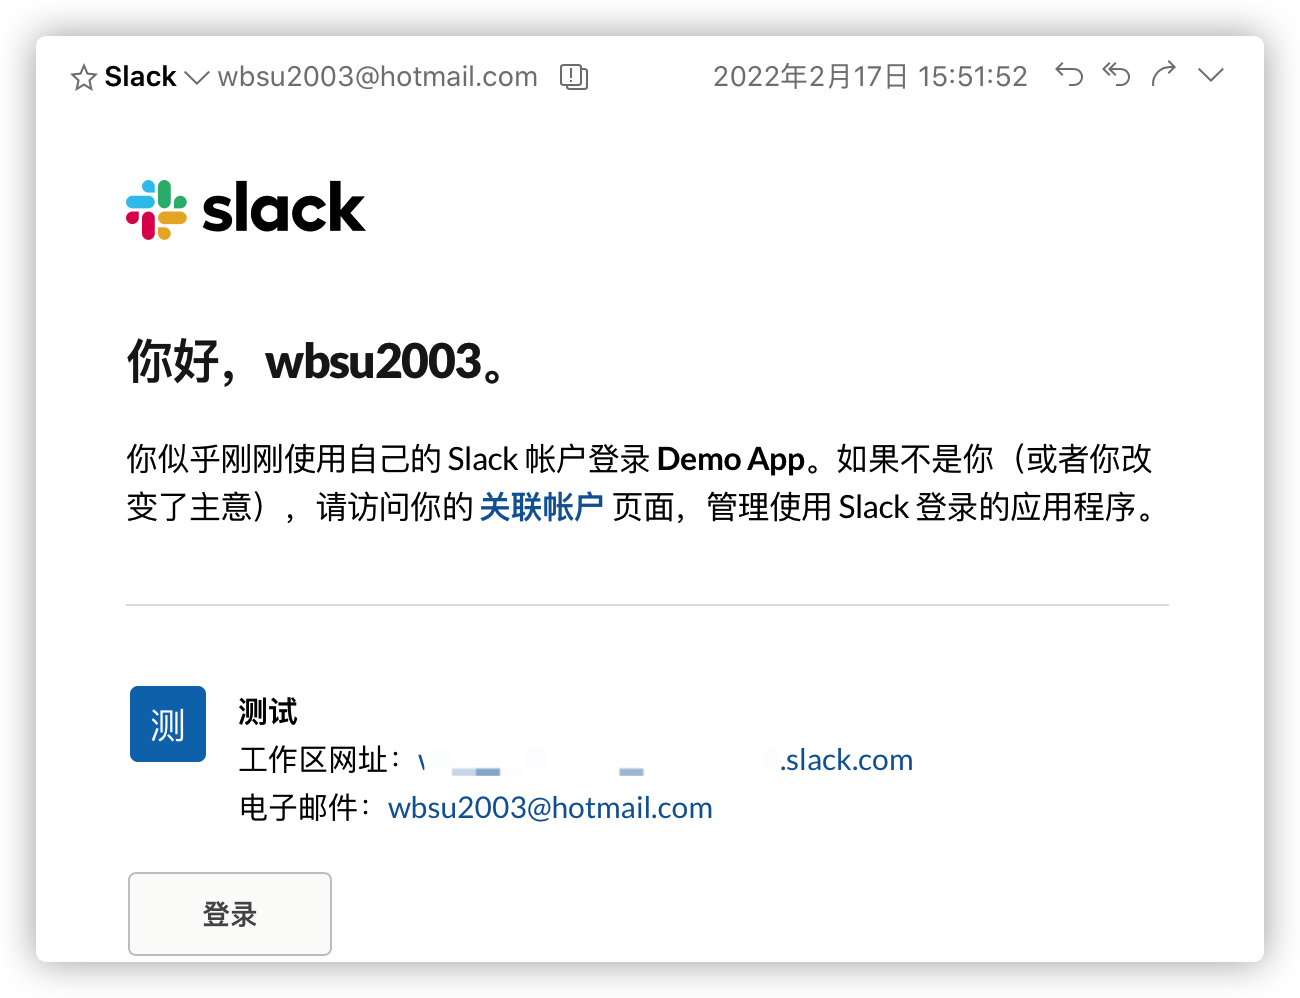 Slack wbsu2003@hotmail.com 2022年2月17日 15:51:52
slack
你好，wbsu2003。
你似乎刚刚使用自己的 Slack 帐户登录 Demo App。如果不是你（或者你改
变了主意），请访问你的 关联帐户 页面，管理使用 Slack 登录的应用程序。
测
测试
工作区网址： .slack.com
电子邮件： wbsu2003@hotmail.com
登录